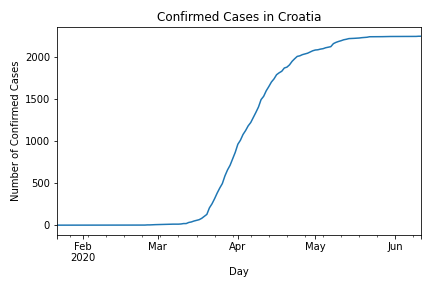 Confirmed Cases in Croatia
Number of Confirmed Cases
2000
1500
1000
500
0
Feb Mar Apr May Jun
2020
Day